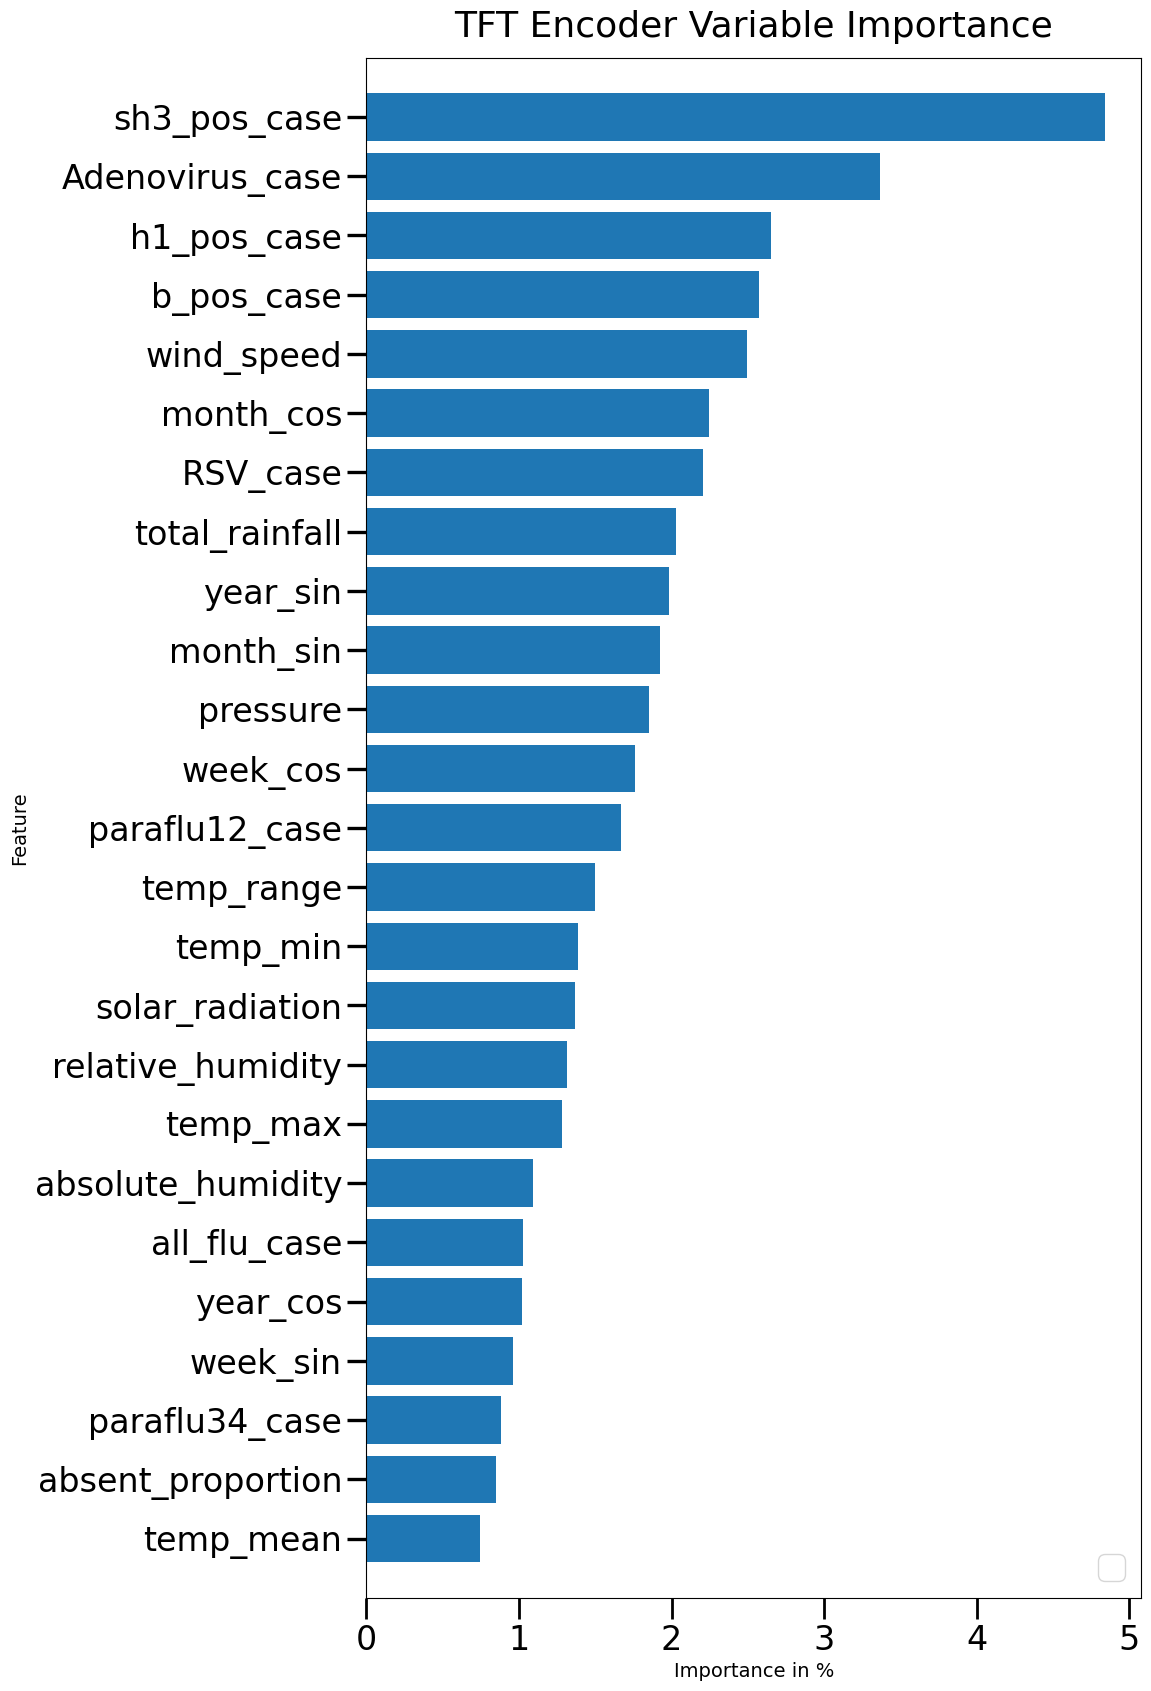 TFT Encoder Variable Importance
sh3_pos_case
Adenovirus_case
h1_pos_case
b_pos_case
wind_speed
month_cos
RSV_case
total_rainfall
year_sin
month_sin
pressure
week_cos
paraflu12_case
temp_range
temp_min
solar_radiation
relative_humidity
temp_max
absolute_humidity
all_flu_case
year_cos
week_sin
paraflu34_case
absent_proportion
temp_mean
Feature
0 1 2 3 4 5
Importance in %